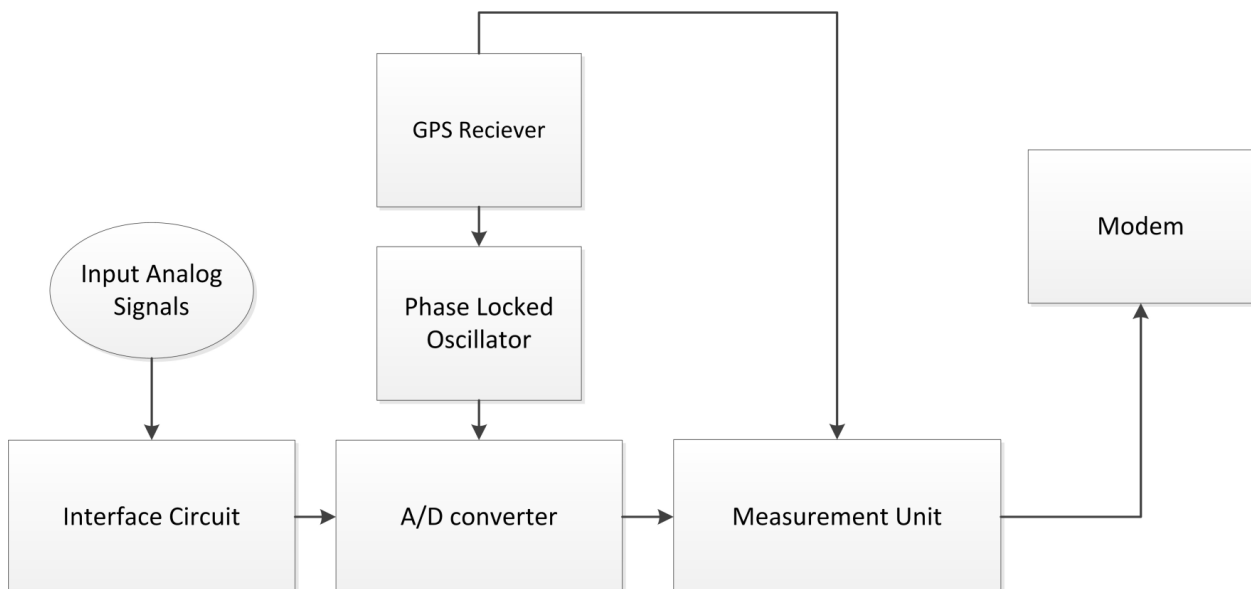 GPS Reciever
Modem
Input Analog
Signals
Phase Locked
Oscillator
Interface Circuit
A/D converter
Measurement Unit